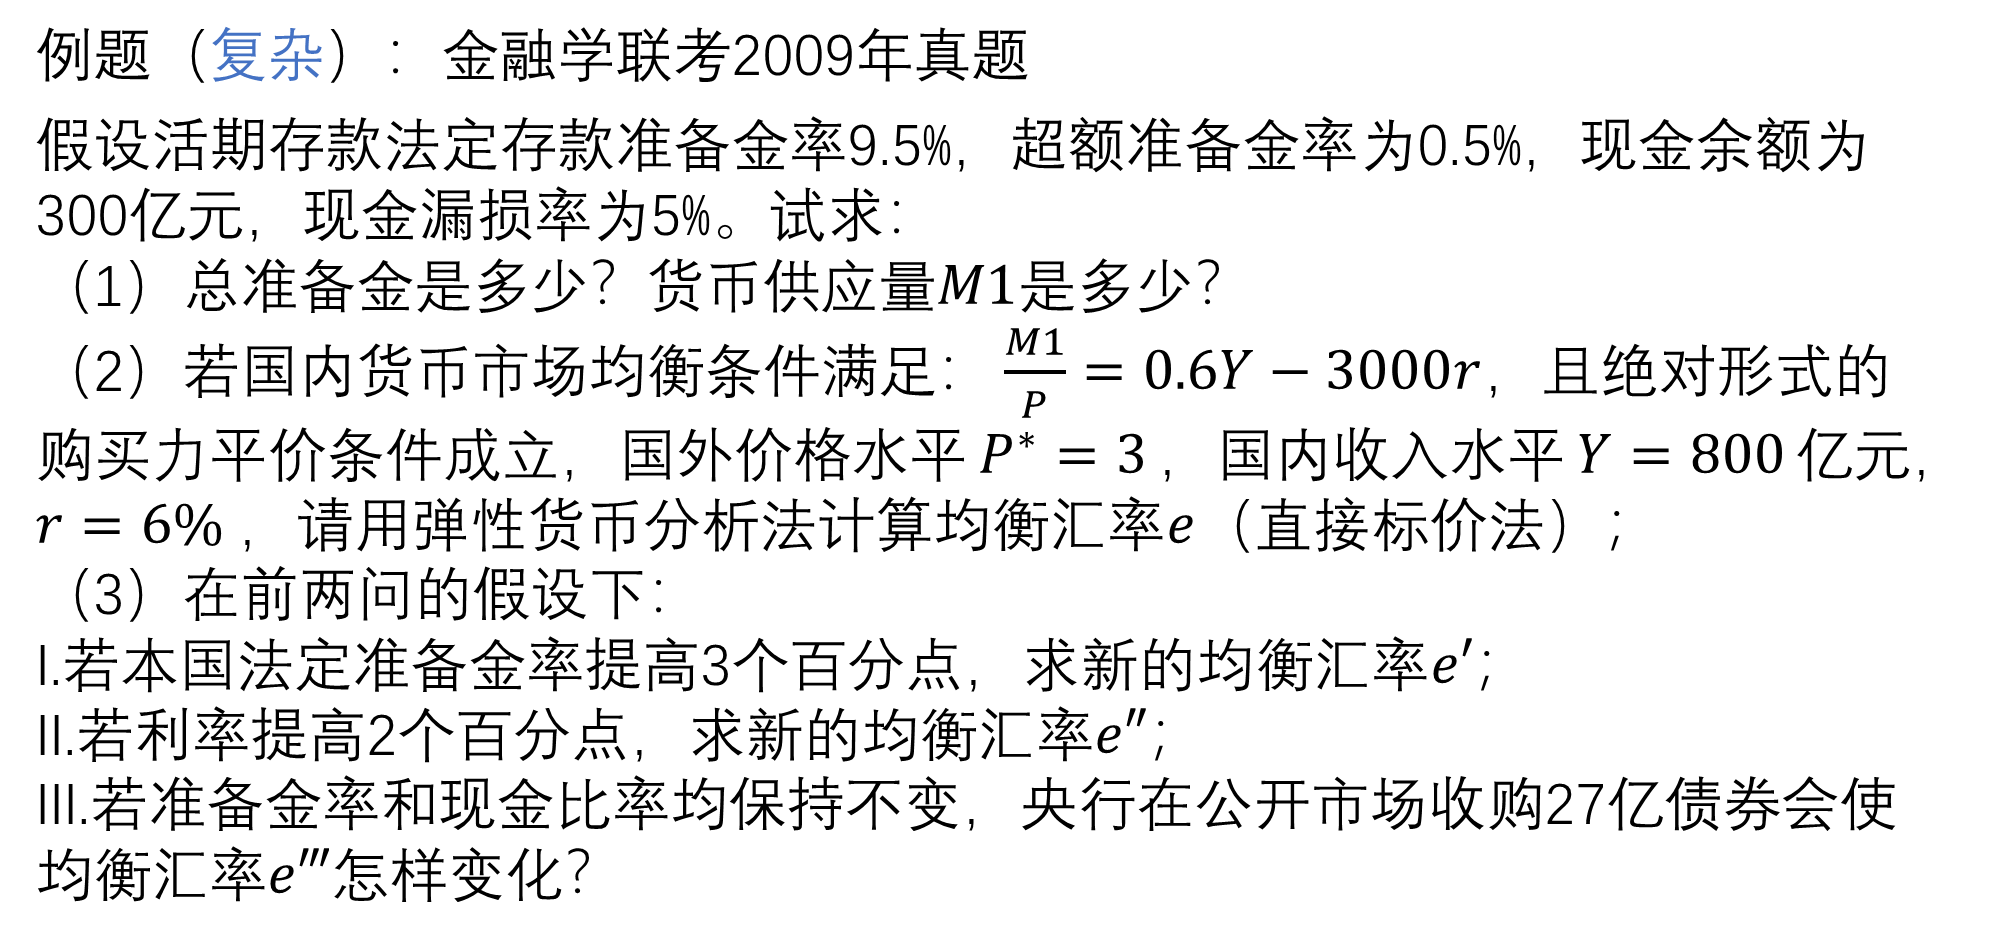 例题（复杂）：金融学联考2009年真题
假设活期存款法定存款准备金率9.5%，超额准备金率为0.5%，现金余额为
300亿元，现金漏损率为5%。试求：
（1）总准备金是多少？货币供应量M1是多少？
（2）若国内货币市场均衡条件满足：M1/P = 0.6Y − 3000r，且绝对形式的
购买力平价条件成立，国外价格水平 P* = 3，国内收入水平 Y = 800 亿元，
r = 6%，请用弹性货币分析法计算均衡汇率e（直接标价法）；
（3）在前两问的假设下：
I.若本国法定准备金率提高3个百分点，求新的均衡汇率e′；
II.若利率提高2个百分点，求新的均衡汇率e″；
III.若准备金率和现金比率均保持不变，央行在公开市场收购27亿债券会使
均衡汇率e‴怎样变化？